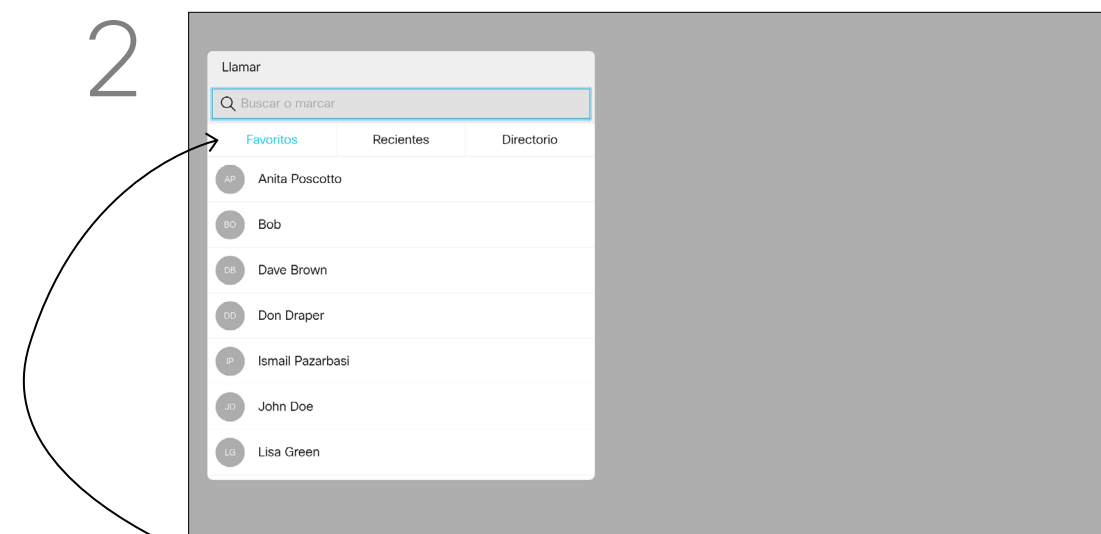 2
Llamar
Buscar o marcar
Favoritos Recientes Directorio
AP Anita Poscotto
BO Bob
DB Dave Brown
DD Don Draper
IP Ismail Pazarbasi
JD John Doe
LG Lisa Green